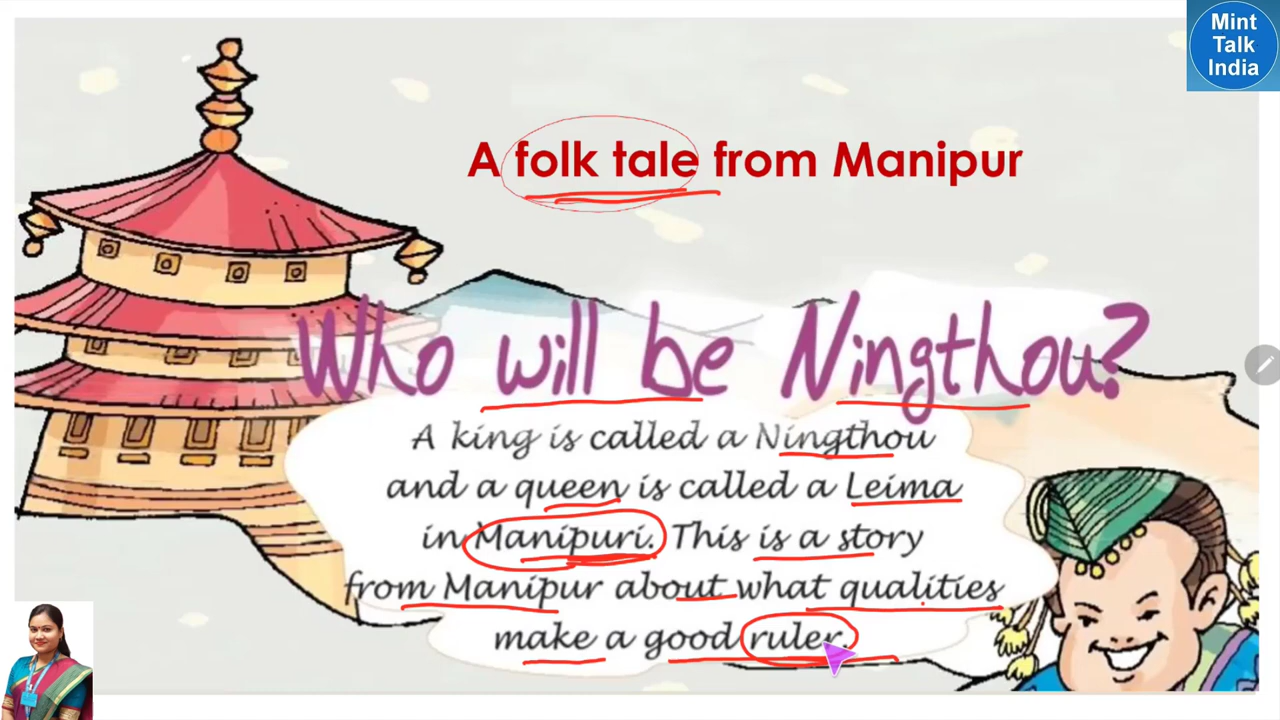 Mint
Talk
India
A folk tale from Manipur
Who will be Ningthou?
A king is called a Ningthou
and a queen is called a Leima
in Manipuri. This is a story
from Manipur about what qualities
make a good ruler.